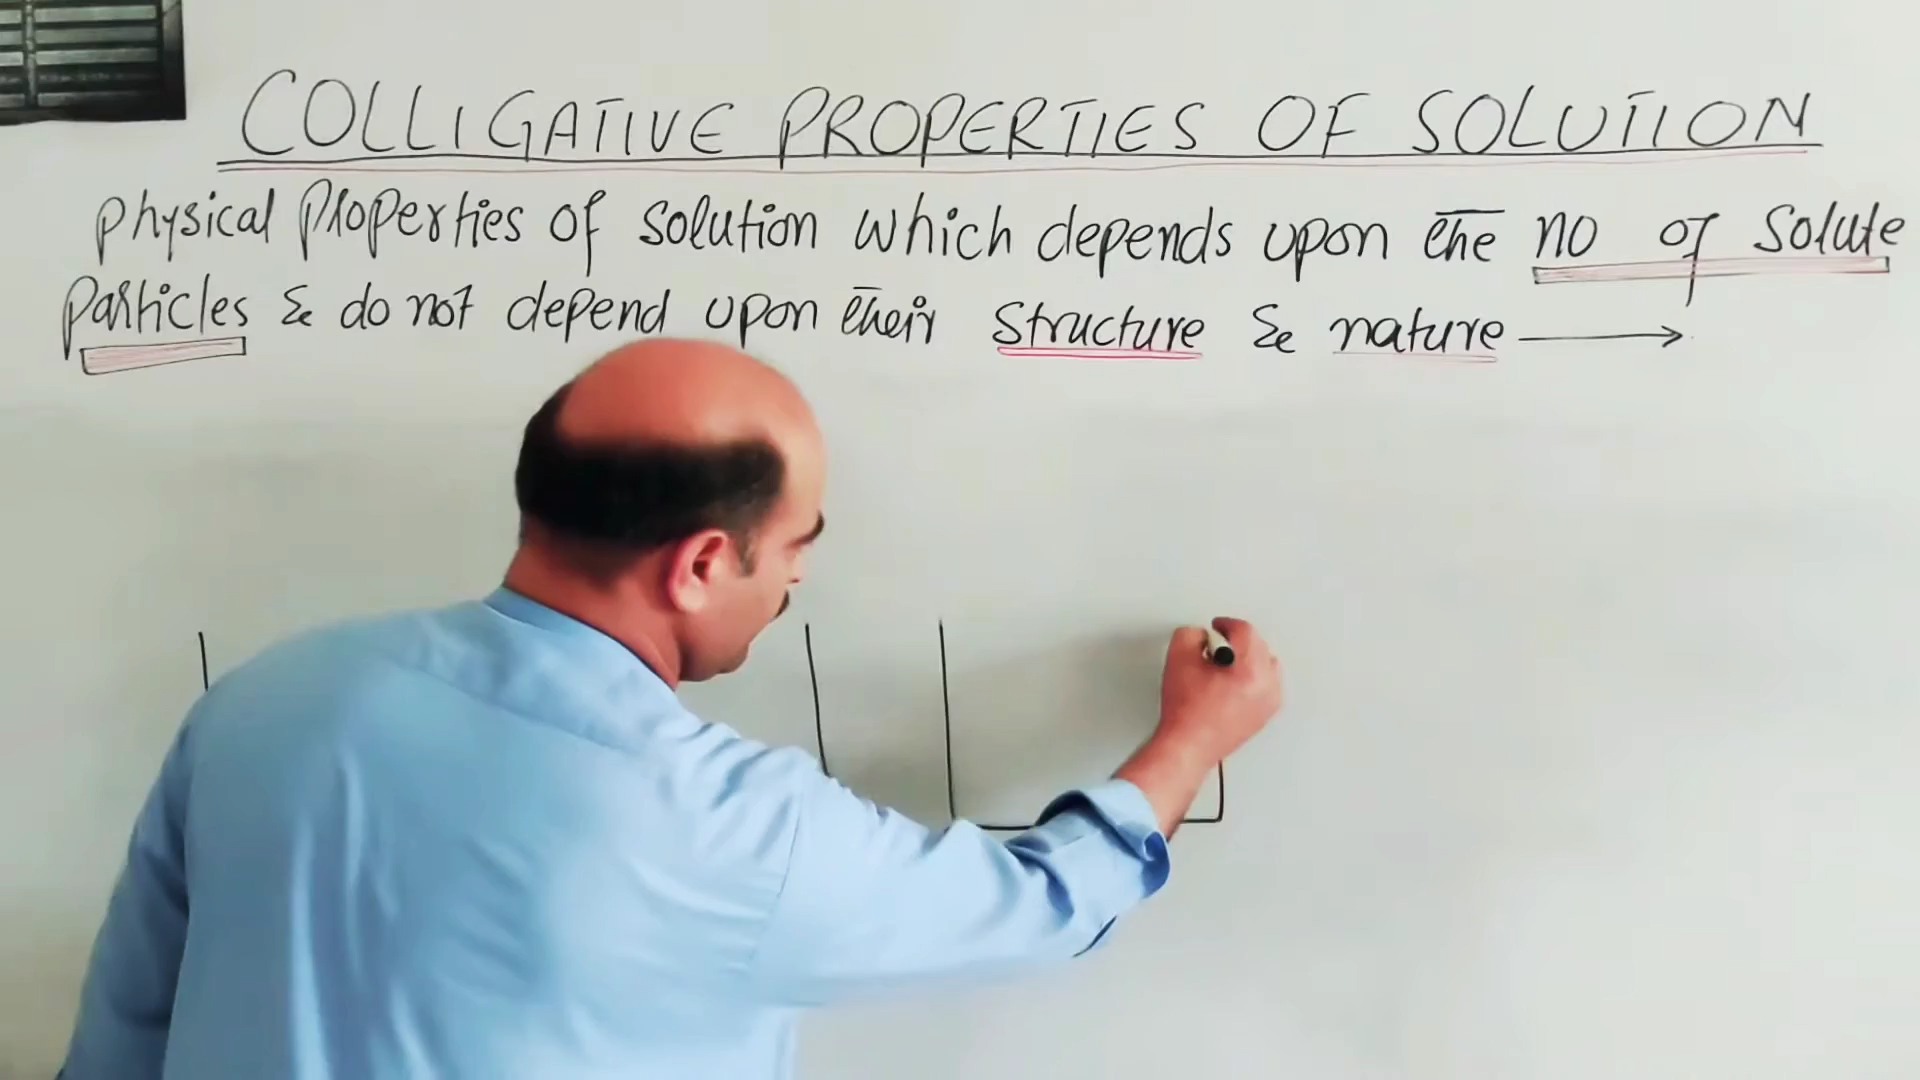 COLLIGATIVE PROPERTIES OF SOLUTION
Physical Properties of Solution which depends upon the no of Solute
Particles & do not depend upon their Structure & nature →